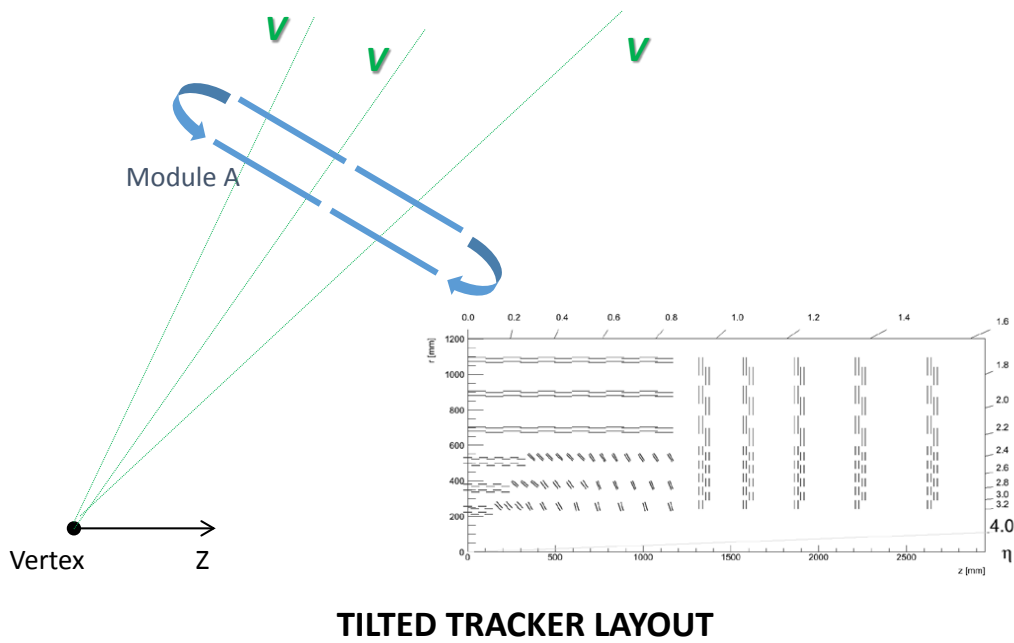 V
V
V
Module A
Vertex
Z
0.0 0.2 0.4 0.6 0.8 1.0 1.2 1.4 1.6
r [mm]
1200
1000
800
600
400
200
0
1.8
2.0
2.2
2.4
2.6
2.8
3.0
3.2
4.0
η
0 500 1000 1500 2000 2500
z [mm]
TILTED TRACKER LAYOUT